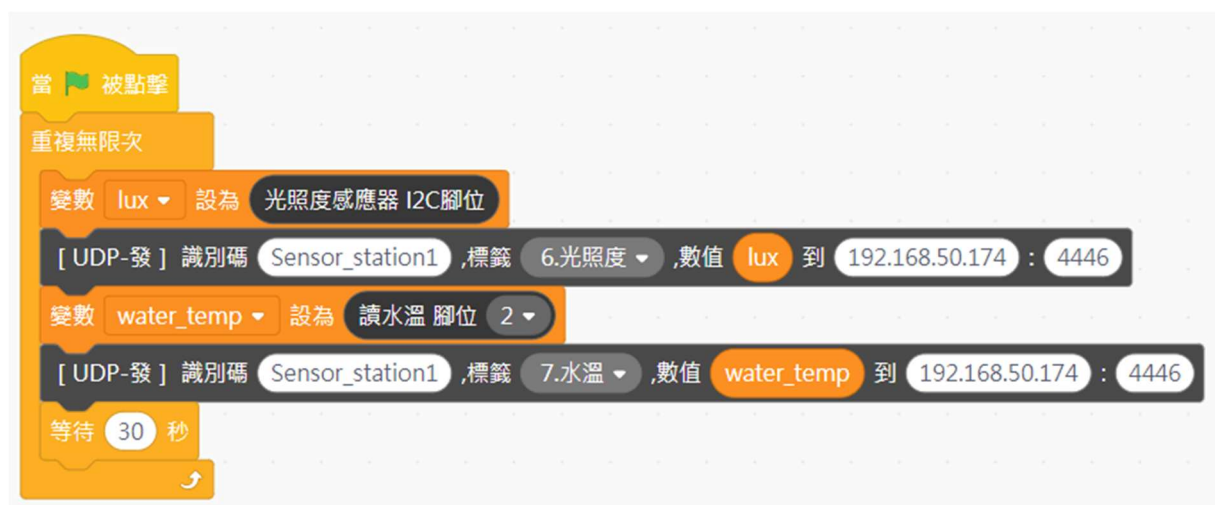 當 被點擊
重複無限次
變數 lux 設為 光照度感應器 I2C腳位
[ UDP-發 ] 識別碼 Sensor_station1 ,標籤 6.光照度 ,數值 lux 到 192.168.50.174 : 4446
變數 water_temp 設為 讀水溫 腳位 2
[ UDP-發 ] 識別碼 Sensor_station1 ,標籤 7.水溫 ,數值 water_temp 到 192.168.50.174 : 4446
等待 30 秒